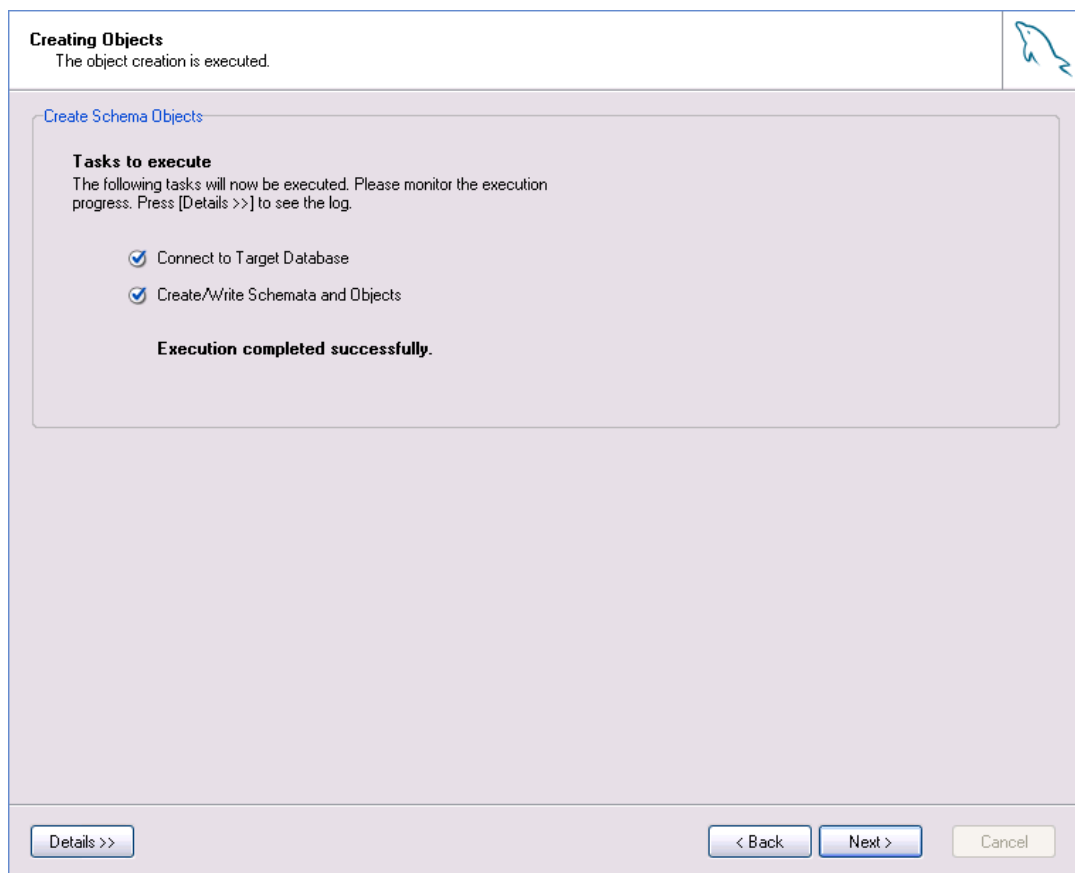 Creating Objects
The object creation is executed.
Create Schema Objects
Tasks to execute
The following tasks will now be executed. Please monitor the execution
progress. Press [Details >>] to see the log.
Connect to Target Database
Create/Write Schemata and Objects
Execution completed successfully.
Details >>
< Back
Next >
Cancel